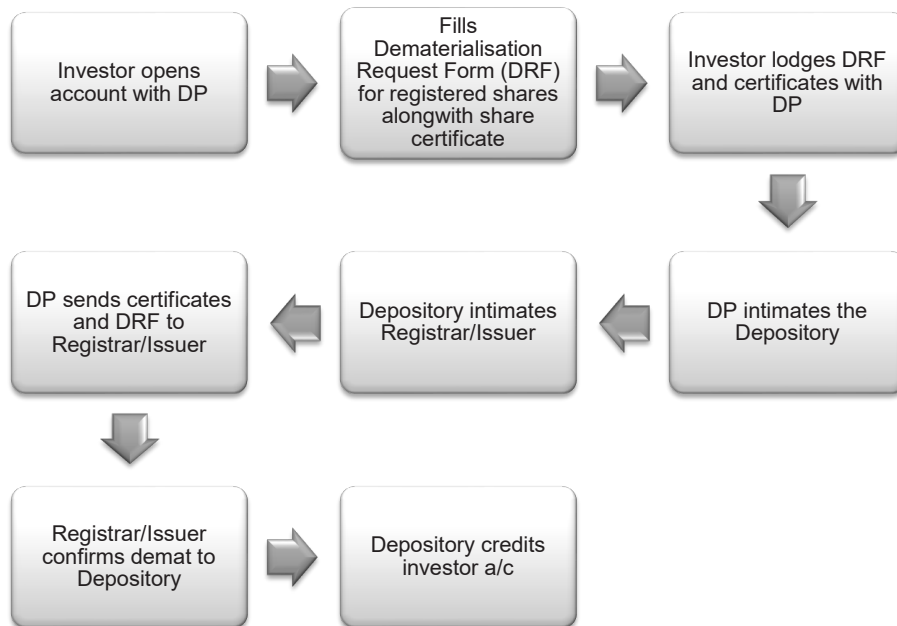 Investor opens
account with DP
Fills
Dematerialisation
Request Form (DRF)
for registered shares
alongwith share
certificate
Investor lodges DRF
and certificates with
DP
DP intimates the
Depository
Depository intimates
Registrar/Issuer
DP sends certificates
and DRF to
Registrar/Issuer
Registrar/Issuer
confirms demat to
Depository
Depository credits
investor a/c